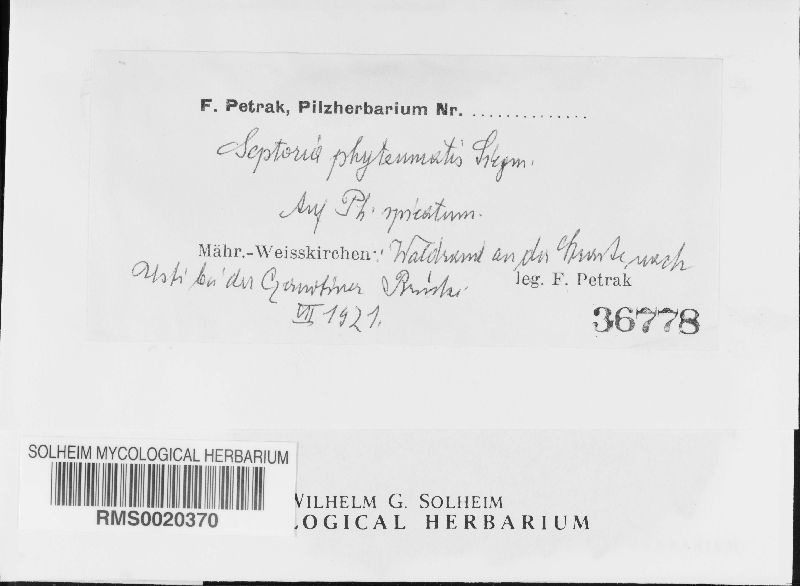 F. Petrak, Pilzherbarium Nr. ..............
Septoria phyteumatis Siegm.
Auf Ph. spicatum.
Mähr.-Weisskirchen: Waldrand an der Strasse nach
Usti bei der Czernotiner Brücke
leg. F. Petrak
VII 1921.
36778
SOLHEIM MYCOLOGICAL HERBARIUM
RMS0020370
WILHELM G. SOLHEIM
LOGICAL HERBARIUM